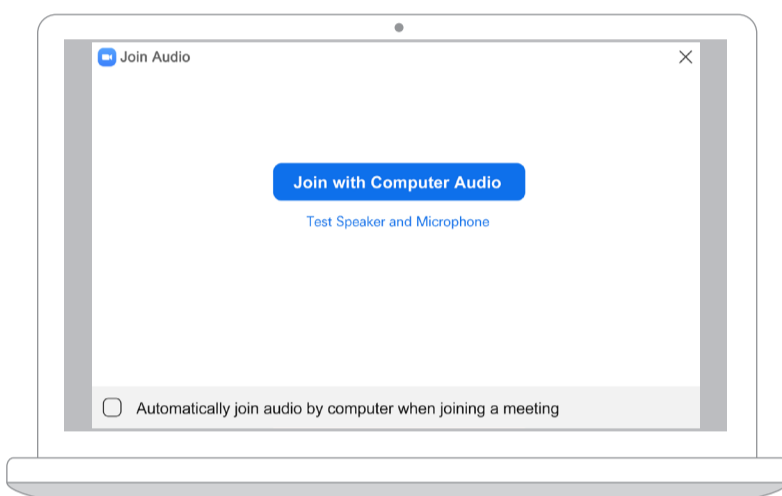 Join Audio
Join with Computer Audio
Test Speaker and Microphone
Automatically join audio by computer when joining a meeting